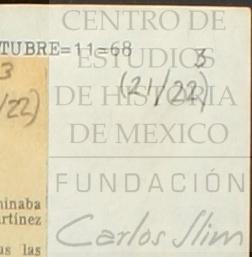 CENTRO DE
TUBRE=11=68
ESTUDIOS
3
3
(21/22)
/22)
DE HISTORIA
DE MEXICO
FUNDACIÓN
minaba
rtínez
Carlos Slim
as las